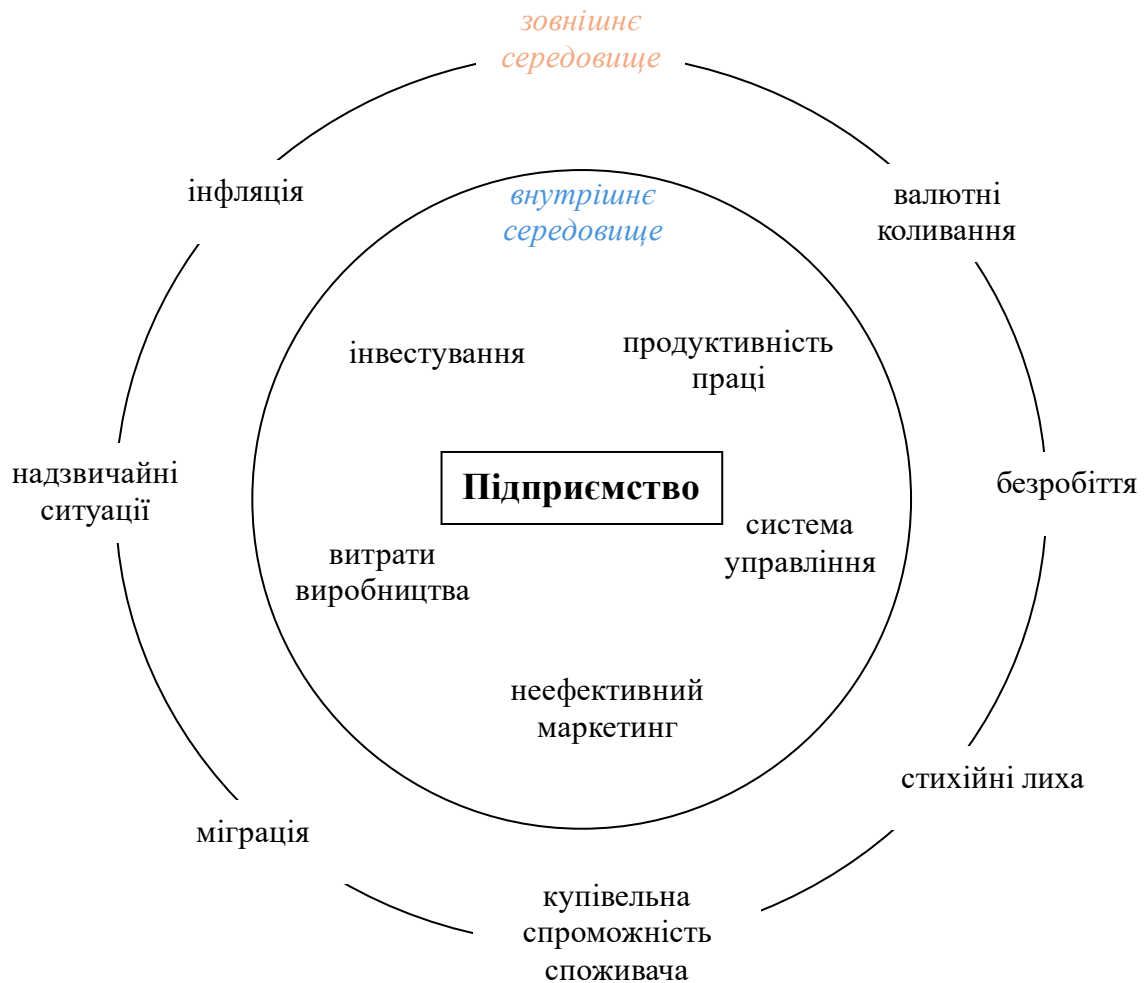 зовнішнє
середовище
інфляція
внутрішнє
середовище
валютні
коливання
інвестування
продуктивність
праці
надзвичайні
ситуації
Підприємство
безробіття
витрати
виробництва
система
управління
неефективний
маркетинг
стихійні лиха
міграція
купівельна
спроможність
споживача